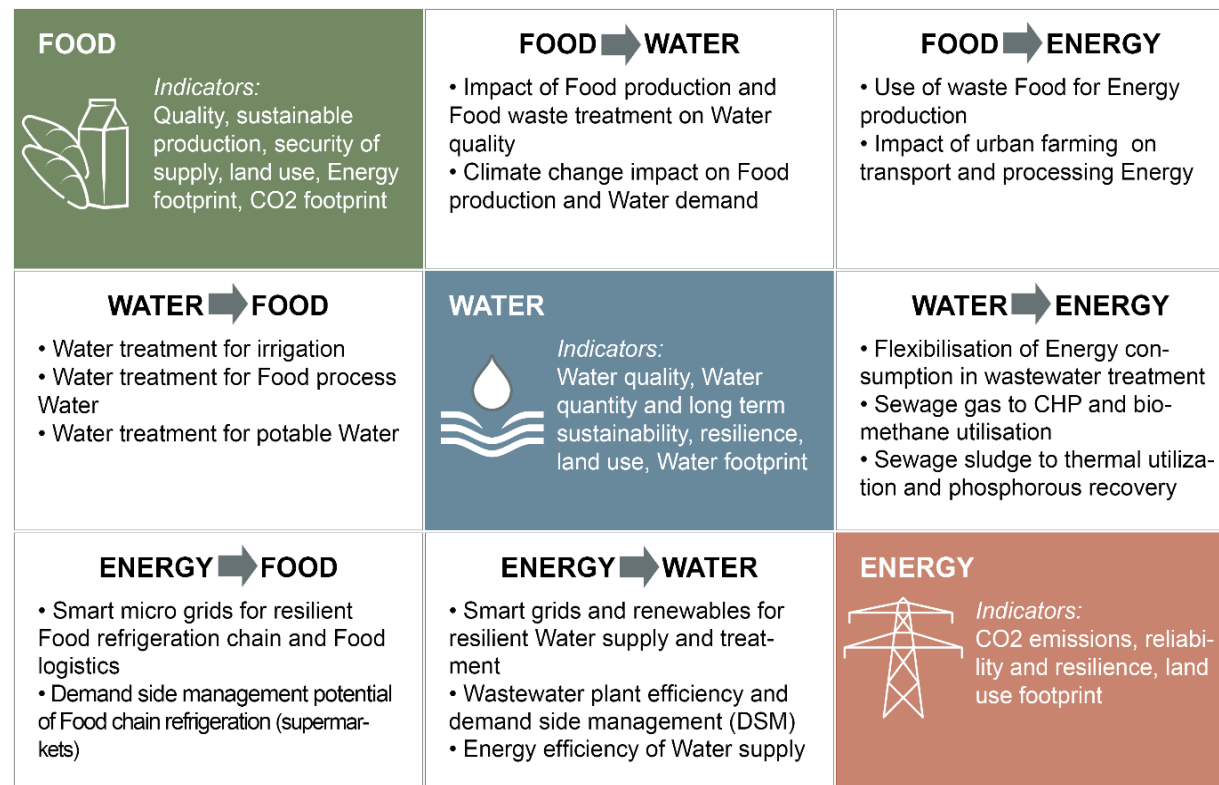 FOOD
Indicators:
Quality, sustainable
production, security of
supply, land use, Energy
footprint, CO2 footprint
FOOD WATER
• Impact of Food production and
Food waste treatment on Water
quality
• Climate change impact on Food
production and Water demand
FOOD ENERGY
• Use of waste Food for Energy
production
• Impact of urban farming on
transport and processing Energy
WATER FOOD
• Water treatment for irrigation
• Water treatment for Food process
Water
• Water treatment for potable Water
WATER
Indicators:
Water quality, Water
quantity and long term
sustainability, resilience,
land use, Water footprint
WATER ENERGY
• Flexibilisation of Energy con-
sumption in wastewater treatment
• Sewage gas to CHP and bio-
methane utilisation
• Sewage sludge to thermal utiliza-
tion and phosphorous recovery
ENERGY FOOD
• Smart micro grids for resilient
Food refrigeration chain and Food
logistics
• Demand side management potential
of Food chain refrigeration (supermar-
kets)
ENERGY WATER
• Smart grids and renewables for
resilient Water supply and treat-
ment
• Wastewater plant efficiency and
demand side management (DSM)
• Energy efficiency of Water supply
ENERGY
Indicators:
CO2 emissions, reliabi-
lity and resilience, land
use footprint